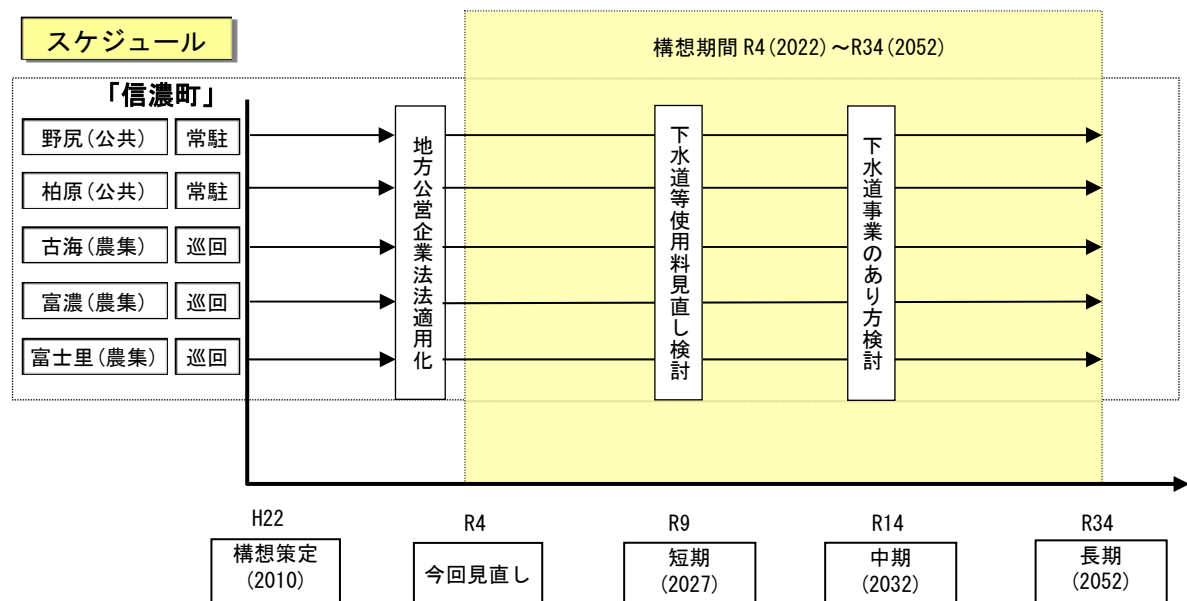 スケジュール
構想期間 R4(2022)～R34(2052)
「信濃町」
野尻(公共) 常駐
柏原(公共) 常駐
古海(農集) 巡回
富濃(農集) 巡回
富士里(農集) 巡回
地方公営企業法法適用化
下水道等使用料見直し検討
下水道事業のあり方検討
H22 R4 R9 R14 R34
構想策定
(2010)
今回見直し
短期
(2027)
中期
(2032)
長期
(2052)